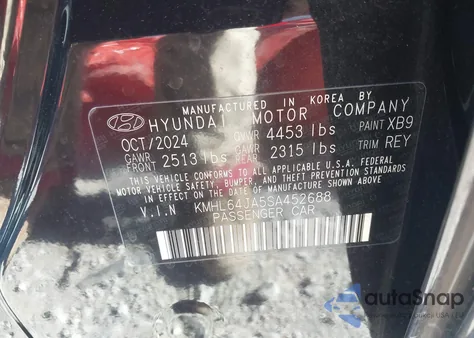 MANUFACTURED IN KOREA BY
HYUNDAI MOTOR COMPANY
OCT/2024 GVWR 4453 lbs PAINT XB9
GAWR FRONT 2513 lbs GAWR REAR 2315 lbs TRIM REY
THIS VEHICLE CONFORMS TO ALL APPLICABLE U.S.A. FEDERAL
MOTOR VEHICLE SAFETY, BUMPER, AND THEFT PREVENTION
STANDARDS IN EFFECT ON THE DATE OF MANUFACTURE SHOWN ABOVE.
V.I.N KMHL64JA5SA452688
PASSENGER CAR
autoSnap